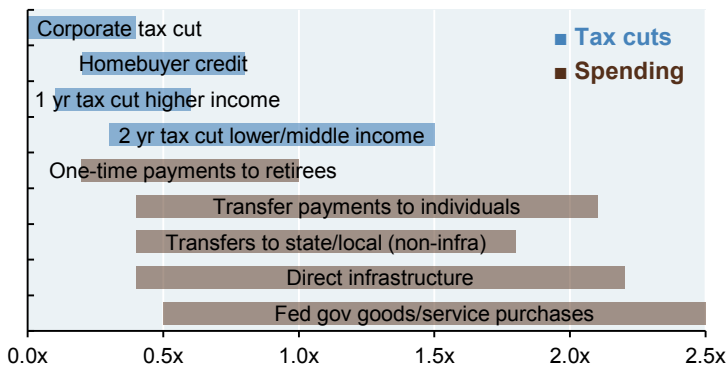 Corporate tax cut
Tax cuts
Homebuyer credit
Spending
1 yr tax cut higher income
2 yr tax cut lower/middle income
One-time payments to retirees
Transfer payments to individuals
Transfers to state/local (non-infra)
Direct infrastructure
Fed gov goods/service purchases
0.0x 0.5x 1.0x 1.5x 2.0x 2.5x